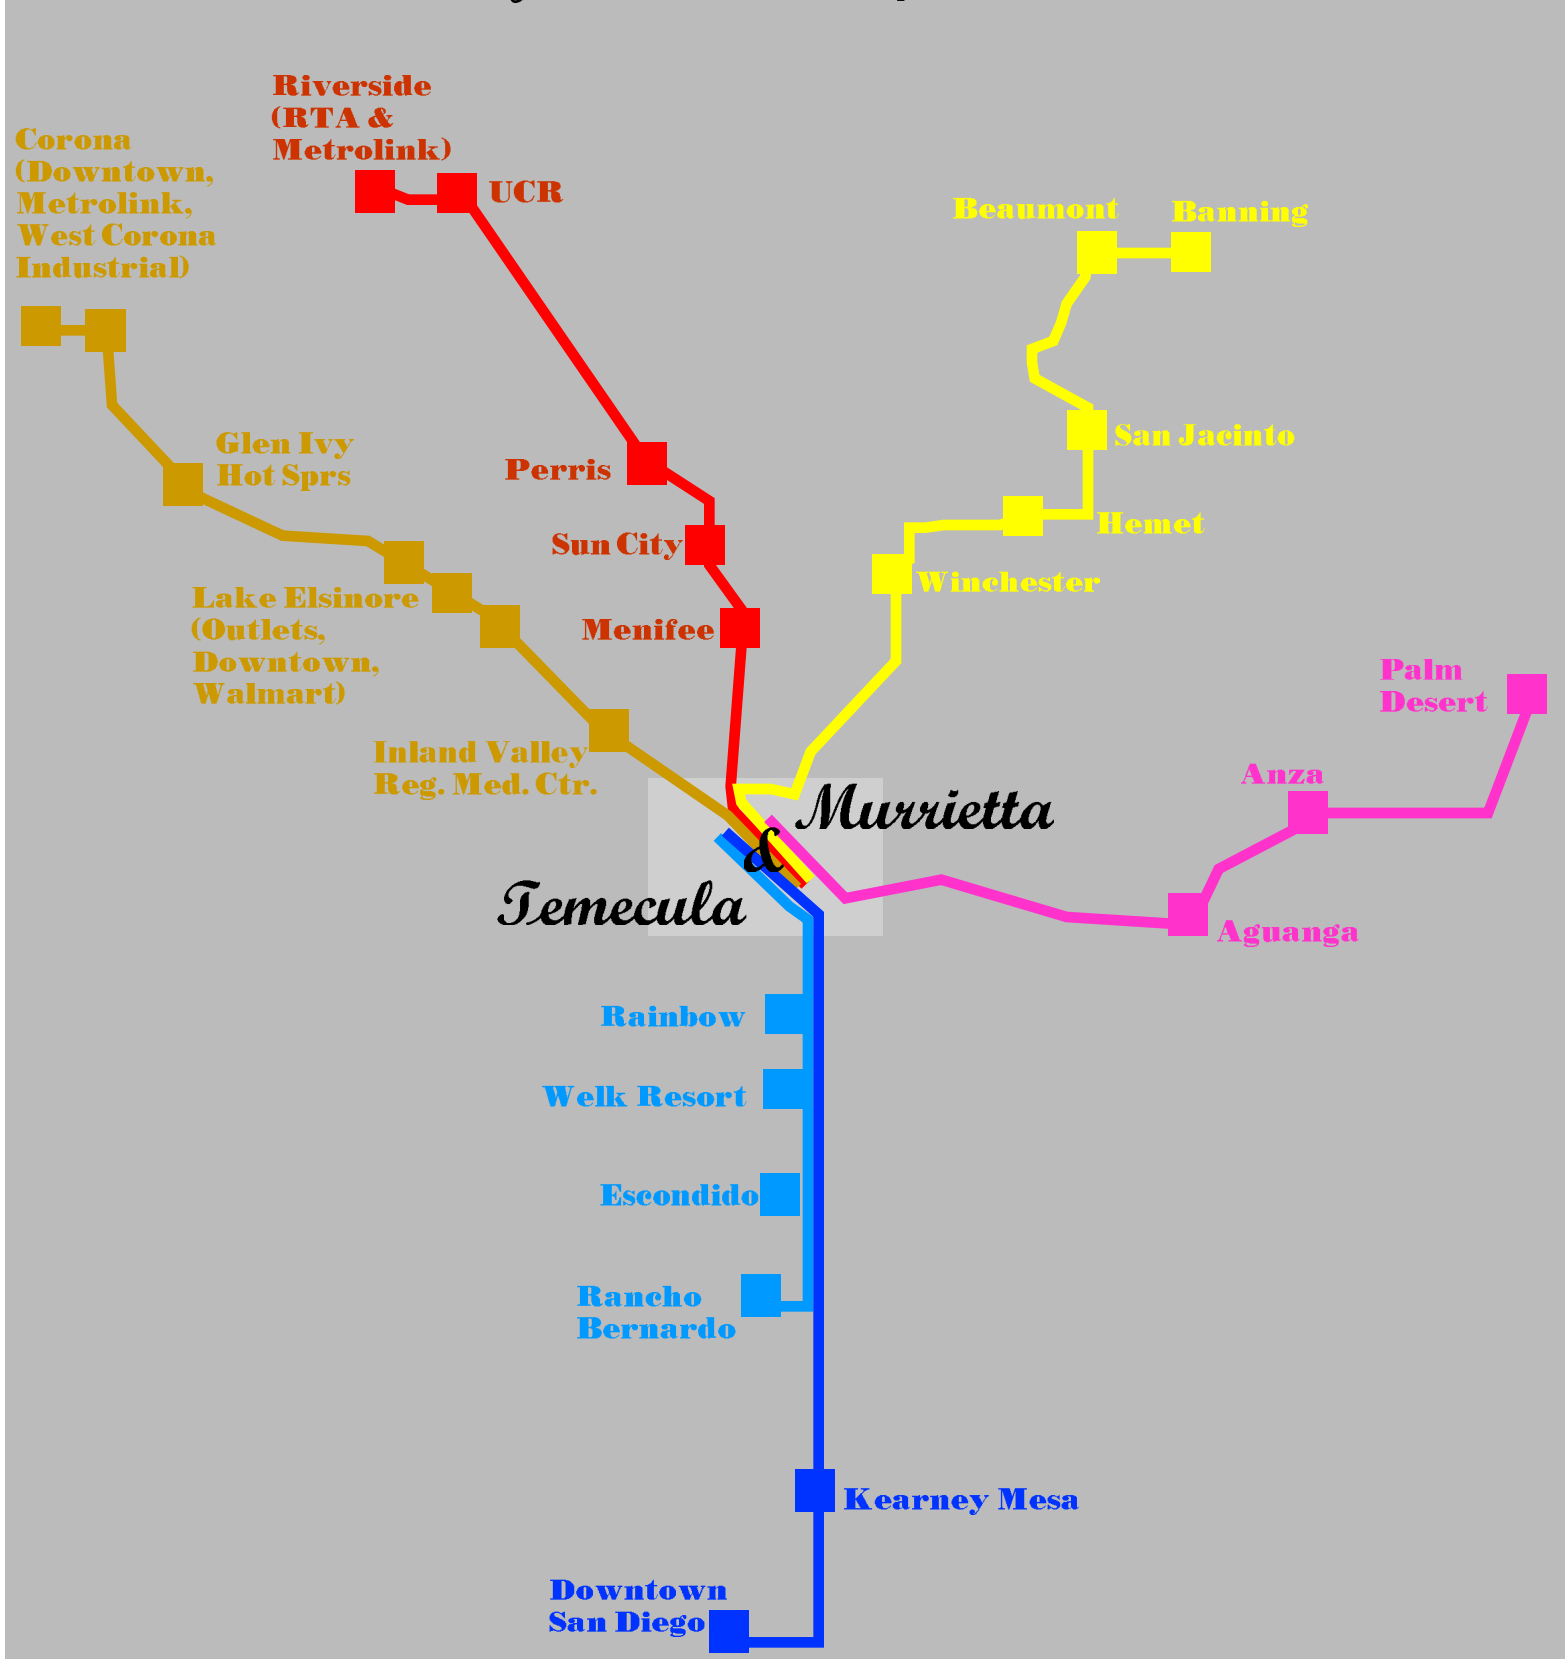 Riverside
(RTA &
Metrolink)
UCR
Corona
(Downtown,
Metrolink,
West Corona
Industrial)
Beaumont
Banning
Glen Ivy
Hot Sprs
San Jacinto
Perris
Hemet
Sun City
Winchester
Lake Elsinore
(Outlets,
Downtown,
Walmart)
Menifee
Palm
Desert
Inland Valley
Reg. Med. Ctr.
Anza
Murrietta
&
Temecula
Aguanga
Rainbow
Welk Resort
Escondido
Rancho
Bernardo
Kearney Mesa
Downtown
San Diego